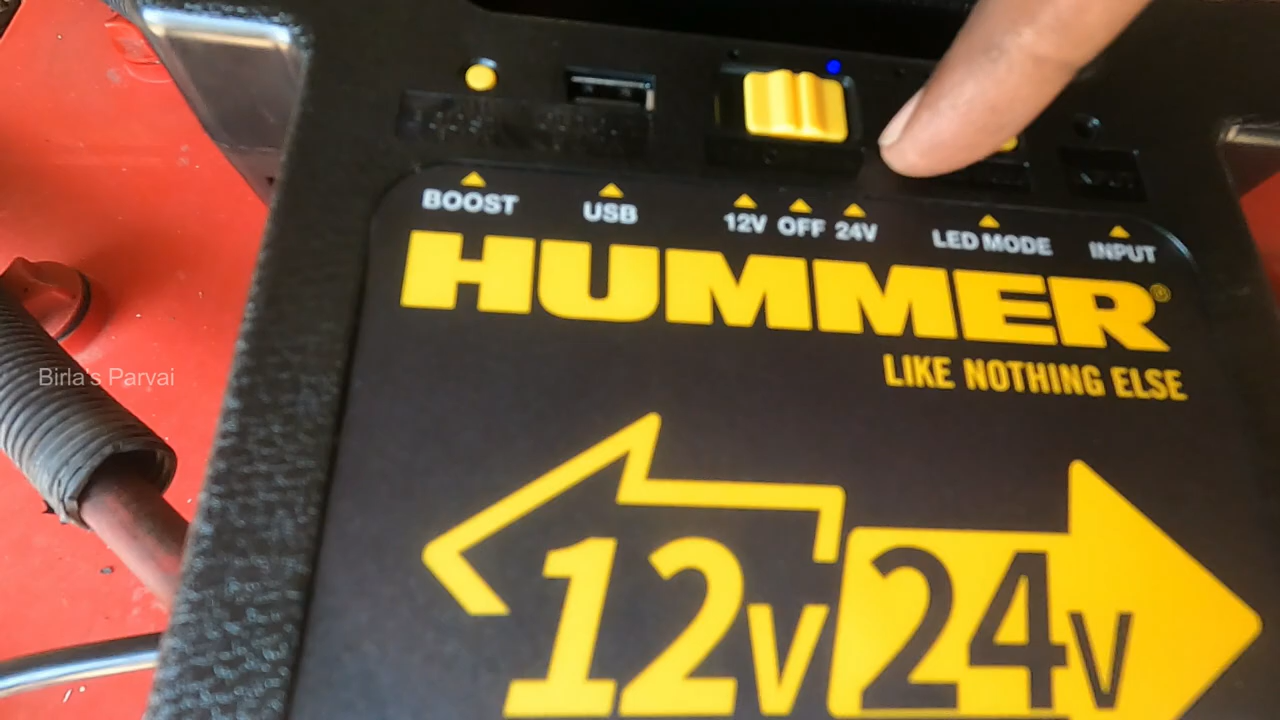 BOOST USB 12V OFF 24V LED MODE INPUT
HUMMER®
LIKE NOTHING ELSE
Birla's Parvai
12V 24V